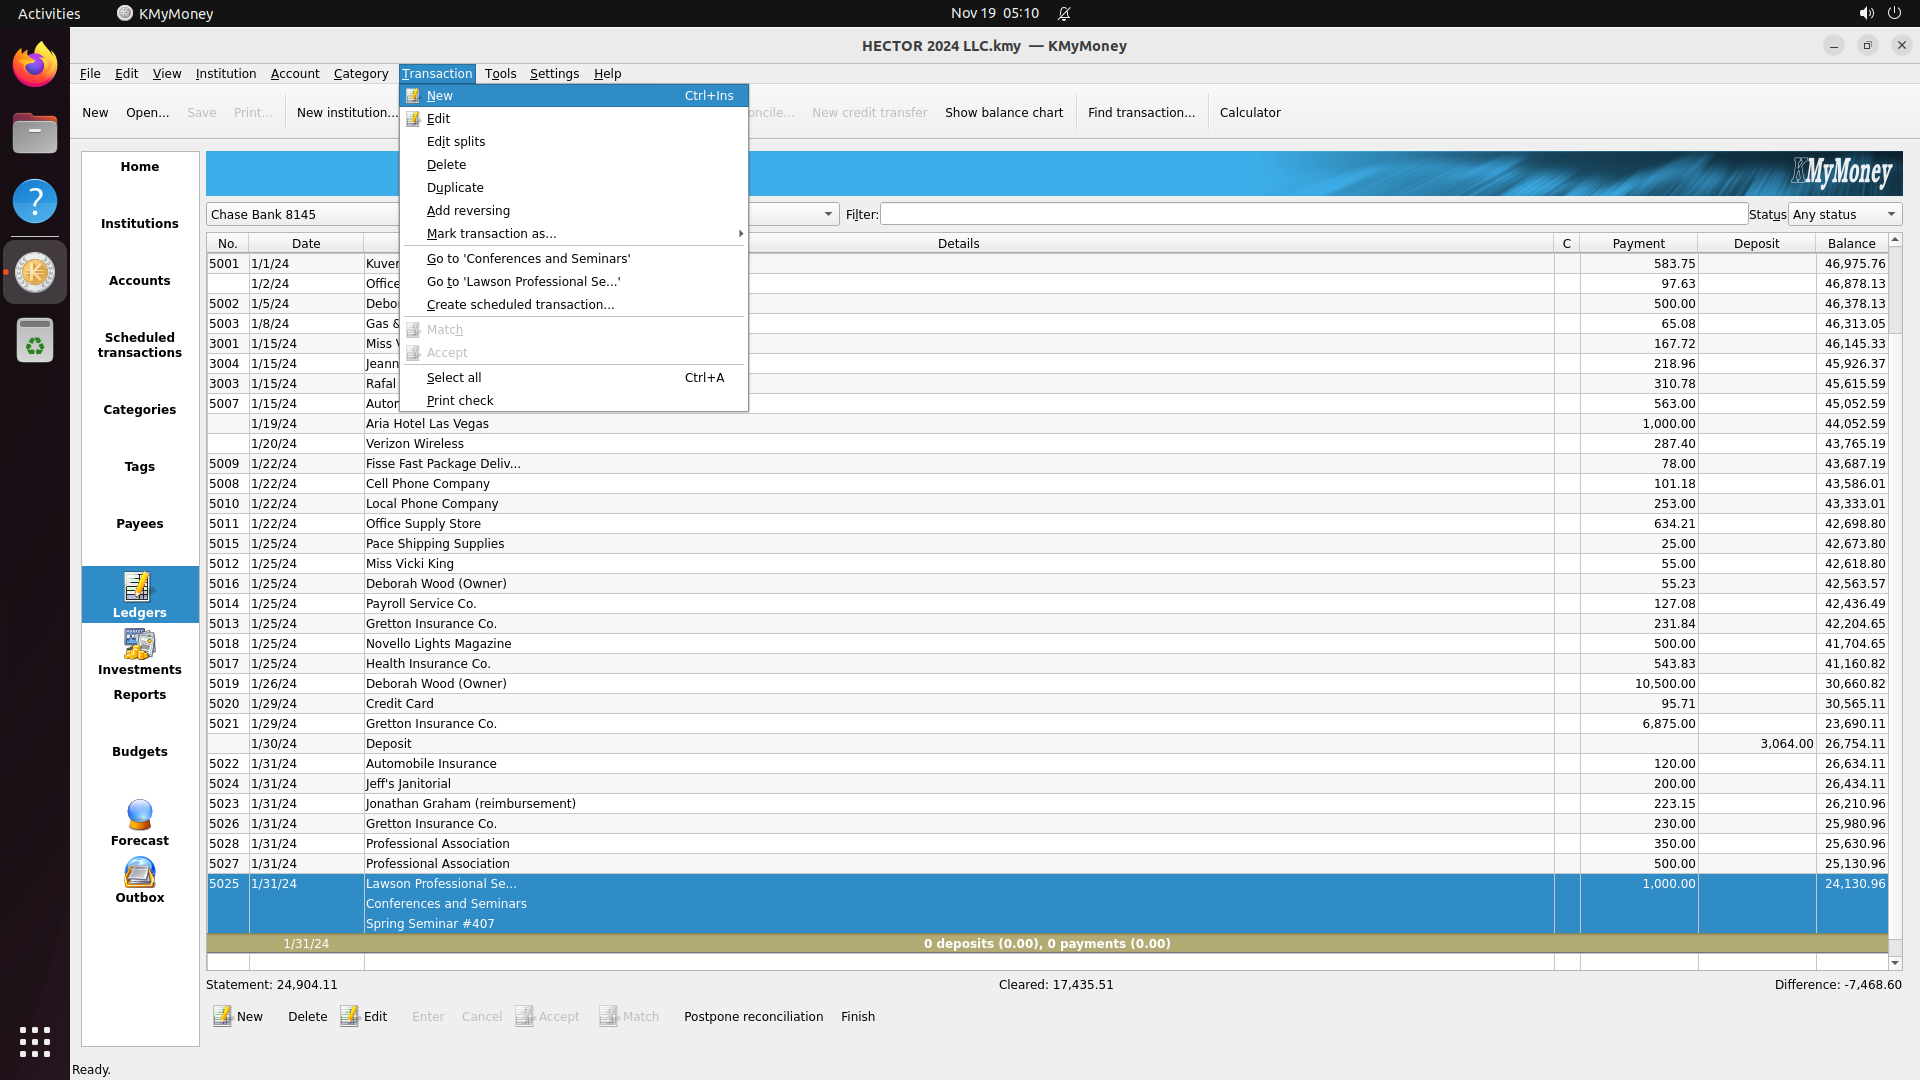 Activities KMyMoney Nov 19 05:10
HECTOR 2024 LLC.kmy — KMyMoney
File Edit View Institution Account Category Transaction Tools Settings Help
New Open... Save Print... New institution... oncile... New credit transfer Show balance chart Find transaction... Calculator
New Ctrl+Ins
Edit
Edit splits
Delete
Duplicate
Add reversing
Mark transaction as...
Go to 'Conferences and Seminars'
Go to 'Lawson Professional Se...'
Create scheduled transaction...
Match
Accept
Select all Ctrl+A
Print check
Home
Institutions
Accounts
Scheduled
transactions
Categories
Tags
Payees
Ledgers
Investments
Reports
Budgets
Forecast
Outbox
KMyMoney
Chase Bank 8145 Filter: Status Any status
No. Date Details C Payment Deposit Balance
5001 1/1/24 Kuver 583.75 46,975.76
1/2/24 Office 97.63 46,878.13
5002 1/5/24 Debor 500.00 46,378.13
5003 1/8/24 Gas & 65.08 46,313.05
3001 1/15/24 Miss V 167.72 46,145.33
3004 1/15/24 Jeann 218.96 45,926.37
3003 1/15/24 Rafal 310.78 45,615.59
5007 1/15/24 Auton 563.00 45,052.59
1/19/24 Aria Hotel Las Vegas 1,000.00 44,052.59
1/20/24 Verizon Wireless 287.40 43,765.19
5009 1/22/24 Fisse Fast Package Deliv... 78.00 43,687.19
5008 1/22/24 Cell Phone Company 101.18 43,586.01
5010 1/22/24 Local Phone Company 253.00 43,333.01
5011 1/22/24 Office Supply Store 634.21 42,698.80
5015 1/25/24 Pace Shipping Supplies 25.00 42,673.80
5012 1/25/24 Miss Vicki King 55.00 42,618.80
5016 1/25/24 Deborah Wood (Owner) 55.23 42,563.57
5014 1/25/24 Payroll Service Co. 127.08 42,436.49
5013 1/25/24 Gretton Insurance Co. 231.84 42,204.65
5018 1/25/24 Novello Lights Magazine 500.00 41,704.65
5017 1/25/24 Health Insurance Co. 543.83 41,160.82
5019 1/26/24 Deborah Wood (Owner) 10,500.00 30,660.82
5020 1/29/24 Credit Card 95.71 30,565.11
5021 1/29/24 Gretton Insurance Co. 6,875.00 23,690.11
1/30/24 Deposit 3,064.00 26,754.11
5022 1/31/24 Automobile Insurance 120.00 26,634.11
5024 1/31/24 Jeff's Janitorial 200.00 26,434.11
5023 1/31/24 Jonathan Graham (reimbursement) 223.15 26,210.96
5026 1/31/24 Gretton Insurance Co. 230.00 25,980.96
5028 1/31/24 Professional Association 350.00 25,630.96
5027 1/31/24 Professional Association 500.00 25,130.96
5025 1/31/24 Lawson Professional Se... 1,000.00 24,130.96
Conferences and Seminars
Spring Seminar #407
1/31/24 0 deposits (0.00), 0 payments (0.00)
Statement: 24,904.11 Cleared: 17,435.51 Difference: -7,468.60
New Delete Edit Enter Cancel Accept Match Postpone reconciliation Finish
Ready.